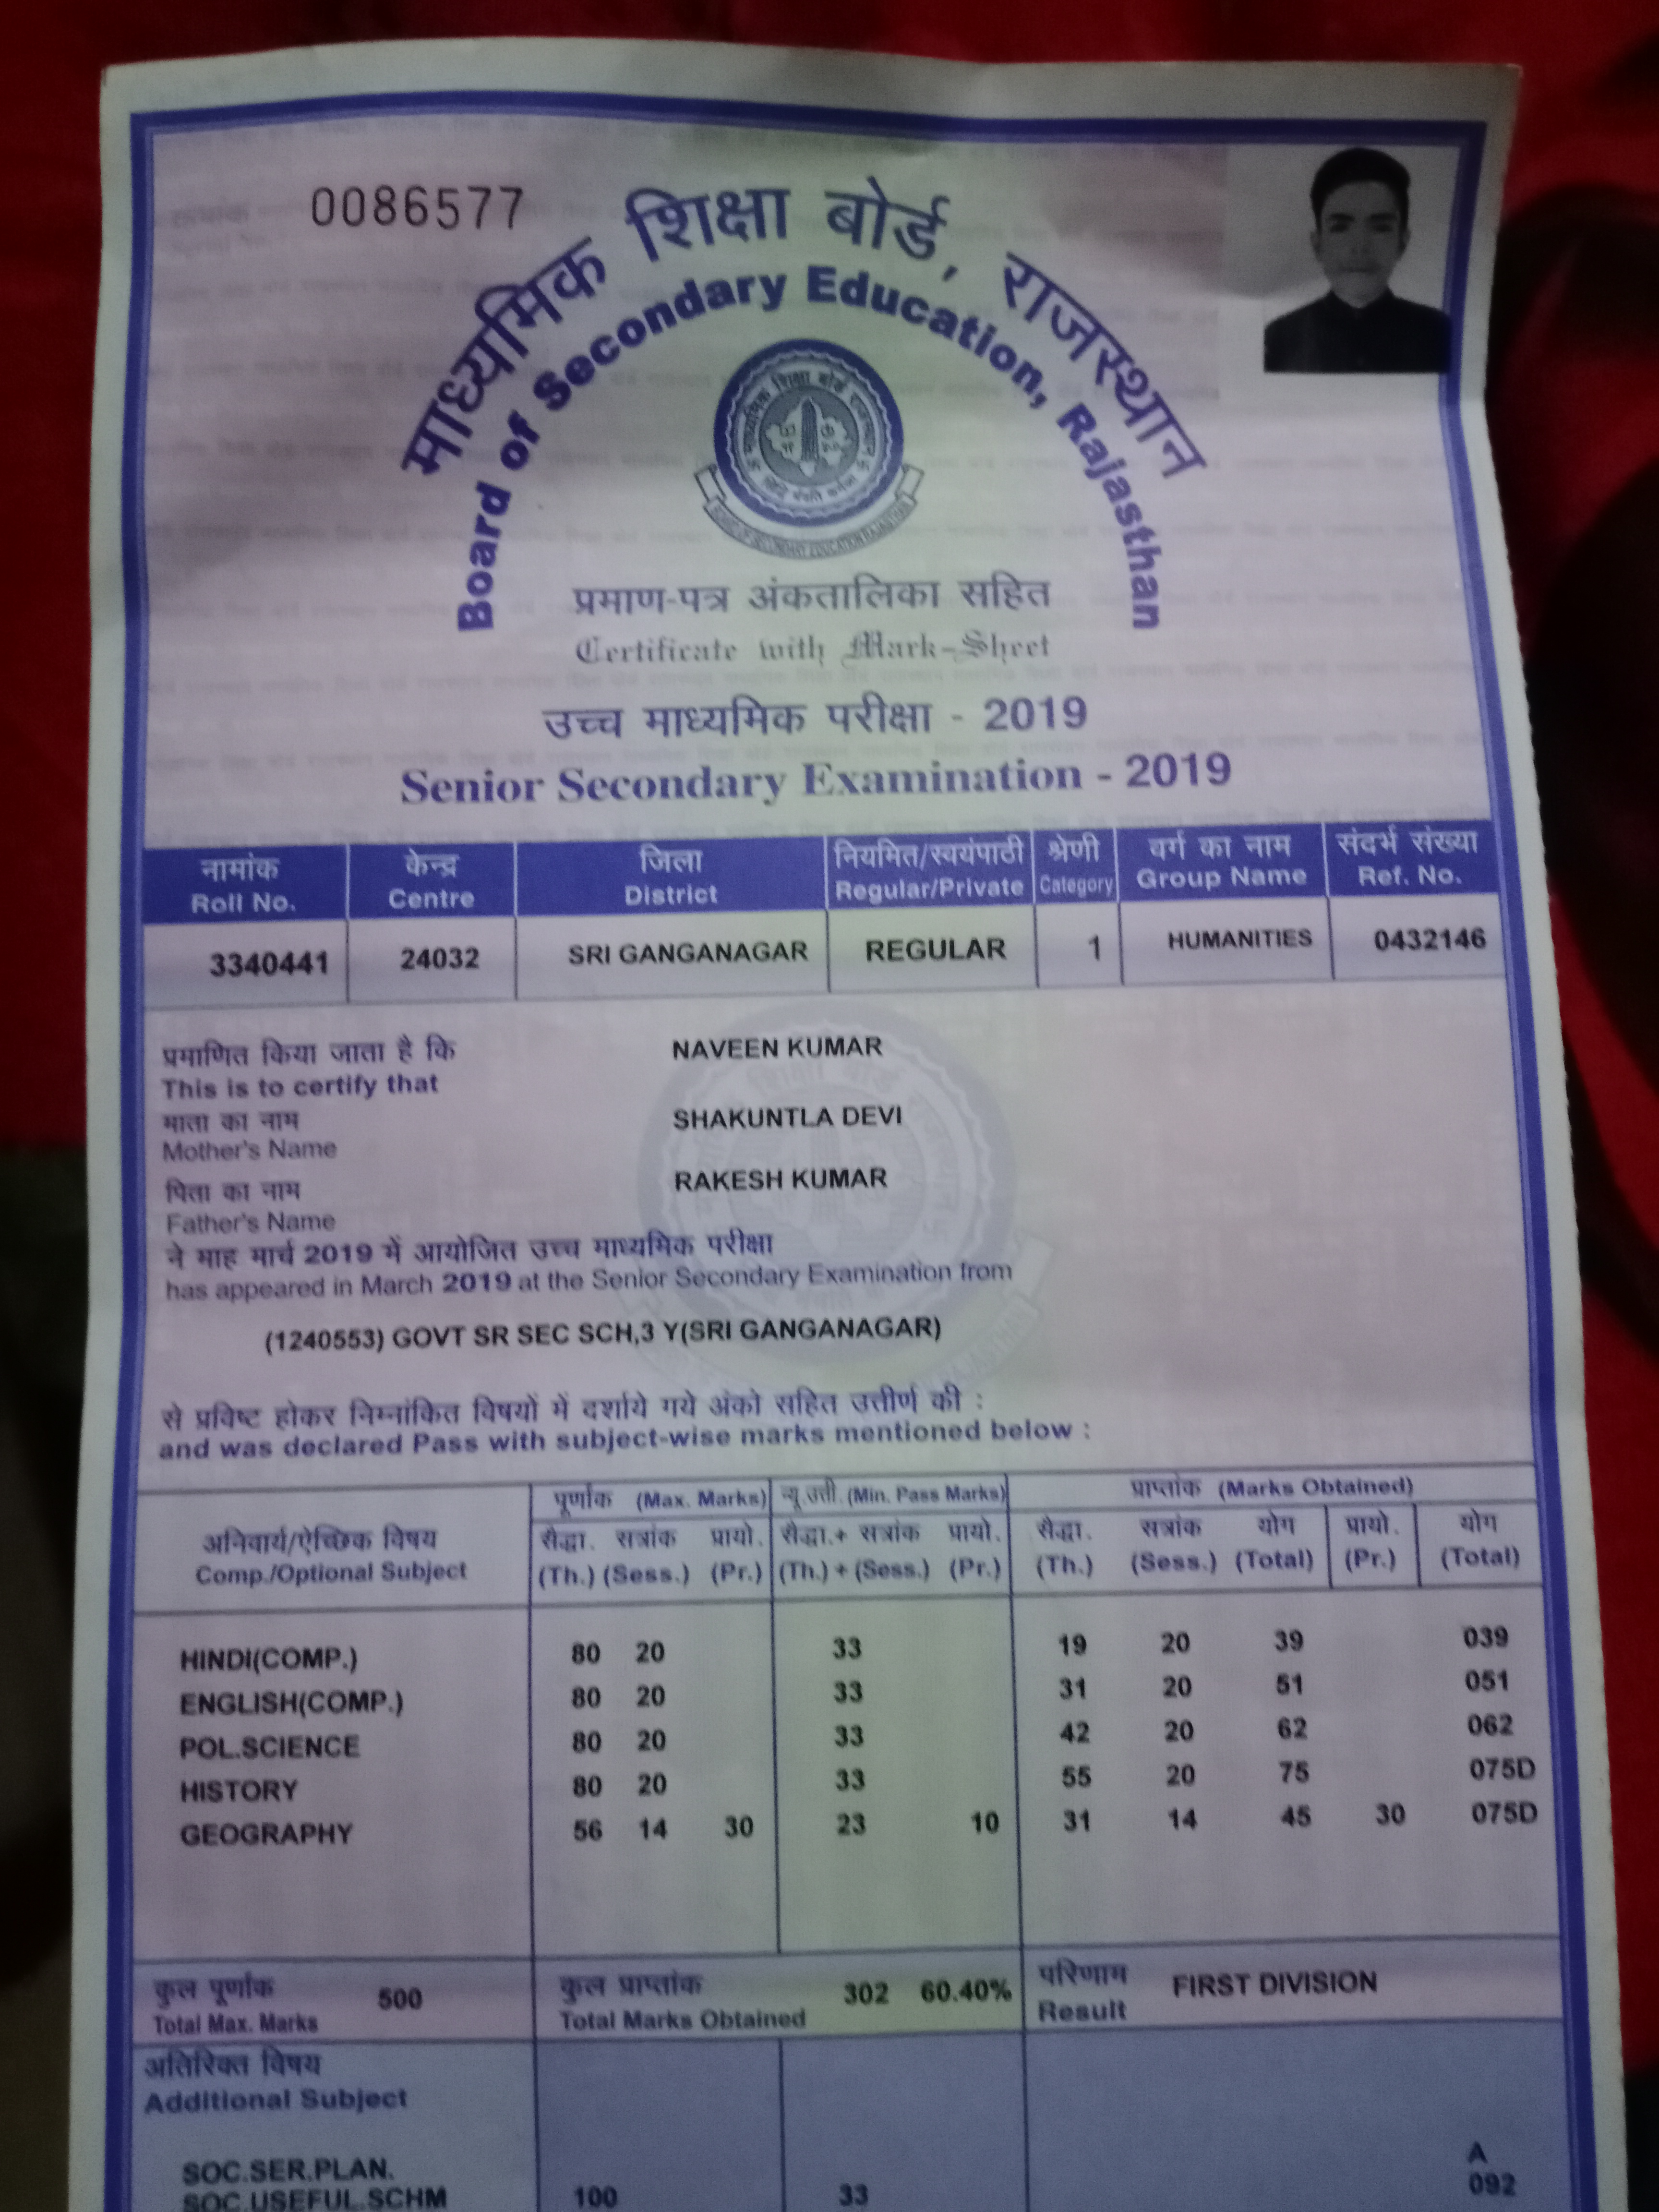 0086577
माध्यमिक शिक्षा बोर्ड, राजस्थान
Board of Secondary Education, Rajasthan
माध्यमिक शिक्षा बोर्ड राजस्थान
BOARD OF SECONDARY EDUCATION RAJASTHAN
प्रमाण-पत्र अंकतालिका सहित
Certificate with Mark-Sheet
उच्च माध्यमिक परीक्षा - 2019
Senior Secondary Examination - 2019
नामांक केन्द्र जिला नियमित/स्वयंपाठी श्रेणी वर्ग का नाम संदर्भ संख्या
Roll No. Centre District Regular/Private Category Group Name Ref. No.
3340441 24032 SRI GANGANAGAR REGULAR 1 HUMANITIES 0432146
प्रमाणित किया जाता है कि NAVEEN KUMAR
This is to certify that
माता का नाम SHAKUNTLA DEVI
Mother's Name
पिता का नाम RAKESH KUMAR
Father's Name
ने माह मार्च 2019 में आयोजित उच्च माध्यमिक परीक्षा
has appeared in March 2019 at the Senior Secondary Examination from
(1240553) GOVT SR SEC SCH,3 Y(SRI GANGANAGAR)
से प्रविष्ट होकर निम्नांकित विषयों में दर्शाये गये अंको सहित उत्तीर्ण की :
and was declared Pass with subject-wise marks mentioned below :
पूर्णांक (Max. Marks) न्यू.उत्ती. (Min. Pass Marks) प्राप्तांक (Marks Obtained)
अनिवार्य/ऐच्छिक विषय सैद्धा. सत्रांक प्रायो. सैद्धा.+ सत्रांक प्रायो. सैद्धा. सत्रांक योग प्रायो. योग
Comp./Optional Subject (Th.) (Sess.) (Pr.) (Th.) + (Sess.) (Pr.) (Th.) (Sess.) (Total) (Pr.) (Total)
HINDI(COMP.) 80 20 33 19 20 39 039
ENGLISH(COMP.) 80 20 33 31 20 51 051
POL.SCIENCE 80 20 33 42 20 62 062
HISTORY 80 20 33 55 20 75 075D
GEOGRAPHY 56 14 30 23 10 31 14 45 30 075D
कुल पूर्णांक 500 कुल प्राप्तांक 302 60.40% परिणाम FIRST DIVISION
Total Max. Marks Total Marks Obtained Result
अतिरिक्त विषय
Additional Subject
SOC.SER.PLAN. A
SOC.USEFUL.SCHM 100 33 092